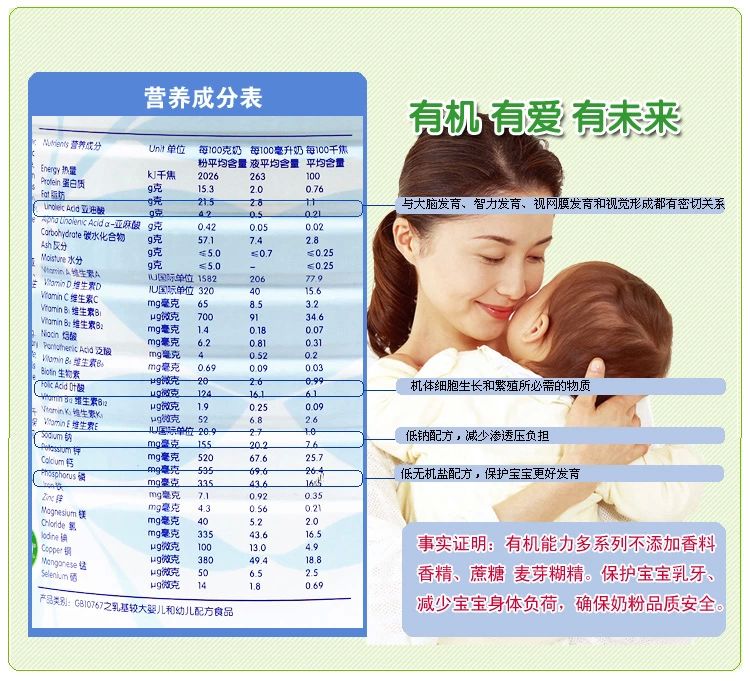 营养成分表
有机 有爱 有未来
Nutrients 营养成分 Unit 单位 每100克奶粉平均含量 每100毫升奶液平均含量 每100千焦平均含量
Energy 热量 kJ千焦 2026 263 100
Protein 蛋白质 g克 15.3 2.0 0.76
Fat 脂肪 g克 21.5 2.8 1.1
Linoleic Acid 亚油酸 g克 4.2 0.5 0.21
Alpha Linolenic Acid α-亚麻酸 g克 0.42 0.05 0.02
Carbohydrate 碳水化合物 g克 57.1 7.4 2.8
Ash 灰分 g克 ≤5.0 ≤0.7 ≤0.25
Moisture 水分 g克 ≤5.0 – ≤0.25
Vitamin A 维生素A IU国际单位 1582 206 77.9
Vitamin D 维生素D IU国际单位 320 40 15.6
Vitamin C 维生素C mg毫克 65 8.5 3.2
Vitamin B₁ 维生素B₁ µg微克 700 91 34.6
Vitamin B₂ 维生素B₂ mg毫克 1.4 0.18 0.07
Niacin 烟酸 mg毫克 6.2 0.81 0.31
Pantothenic Acid 泛酸 mg毫克 4 0.52 0.2
Vitamin B₆ 维生素B₆ mg毫克 0.69 0.09 0.03
Biotin 生物素 µg微克 20 2.6 0.99
Folic Acid 叶酸 µg微克 124 16.1 6.1
Vitamin B₁₂ 维生素B₁₂ µg微克 1.9 0.25 0.09
Vitamin K₁ 维生素K₁ µg微克 52 6.8 2.6
Vitamin E 维生素E IU国际单位 20.9 2.7 1.0
Sodium 钠 mg毫克 155 20.2 7.6
Potassium 钾 mg毫克 520 67.6 25.7
Calcium 钙 mg毫克 535 69.6 26.4
Phosphorus 磷 mg毫克 335 43.6 16.5
Iron 铁 mg毫克 7.1 0.92 0.35
Zinc 锌 mg毫克 4.3 0.56 0.21
Magnesium 镁 mg毫克 40 5.2 2.0
Chloride 氯 mg毫克 335 43.6 16.5
Iodine 碘 µg微克 100 13.0 4.9
Copper 铜 µg微克 380 49.4 18.8
Manganese 锰 µg微克 50 6.5 2.5
Selenium 硒 µg微克 14 1.8 0.69
产品类别：GB10767之乳基较大婴儿和幼儿配方食品
与大脑发育、智力发育、视网膜发育和视觉形成都有密切关系
机体细胞生长和繁殖所必需的物质
低钠配方，减少渗透压负担
低无机盐配方，保护宝宝更好发育
事实证明：有机能力多系列不添加香料
香精、蔗糖 麦芽糊精。保护宝宝乳牙、
减少宝宝身体负荷，确保奶粉品质安全。